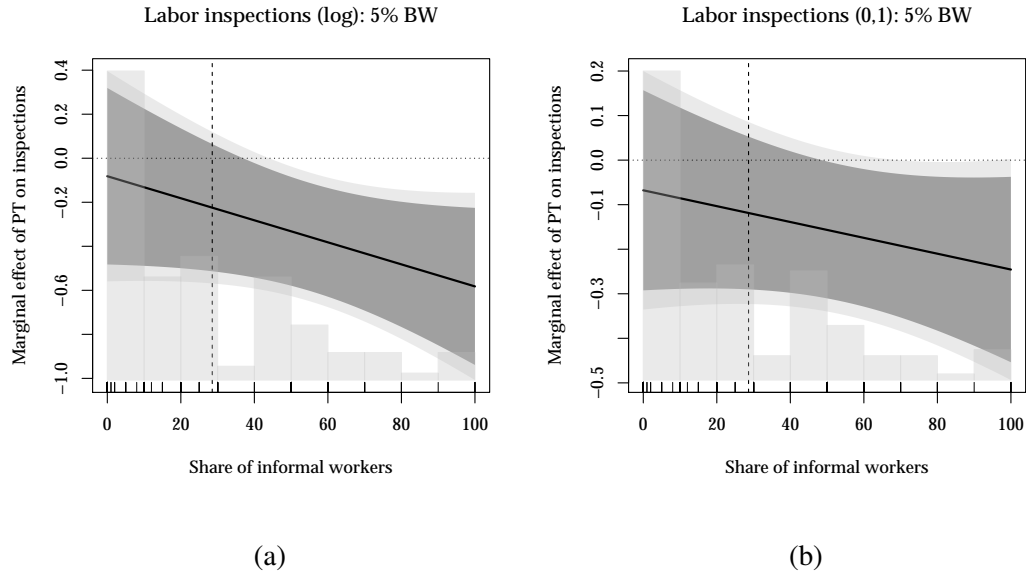 Labor inspections (log): 5% BW
Marginal effect of PT on inspections
0.4
0.2
0.0
−0.2
−0.6
−1.0
0 20 40 60 80 100
Share of informal workers
(a)
Labor inspections (0,1): 5% BW
Marginal effect of PT on inspections
0.2
0.1
0.0
−0.1
−0.3
−0.5
0 20 40 60 80 100
Share of informal workers
(b)